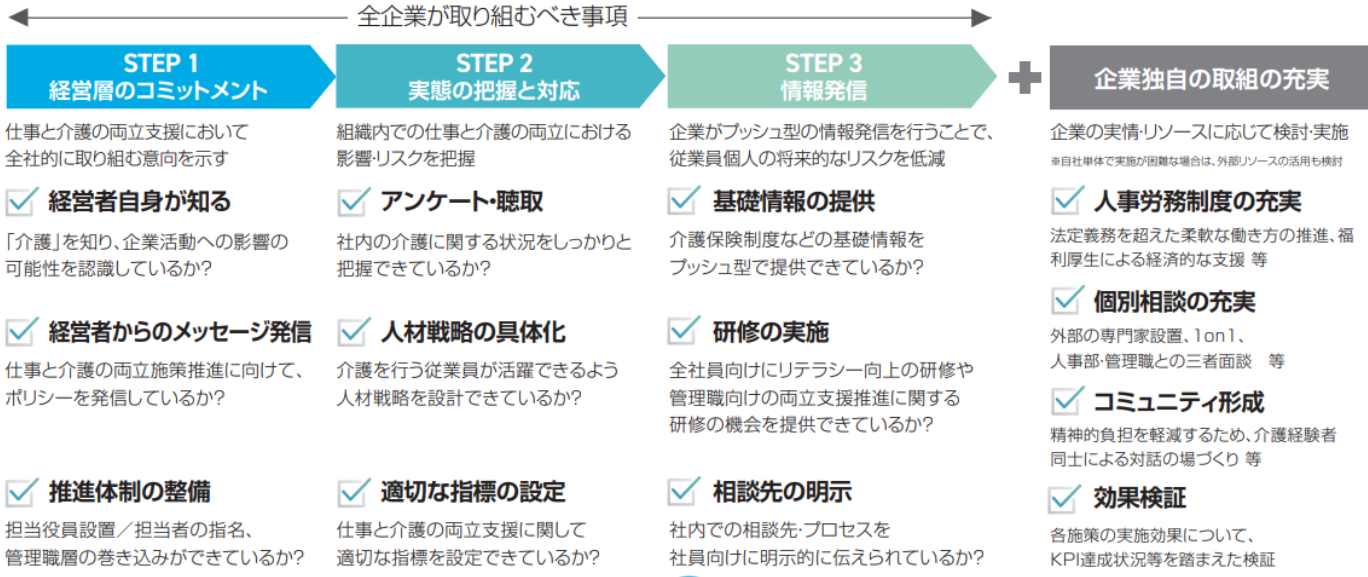 全企業が取り組むべき事項
STEP 1
経営層のコミットメント
仕事と介護の両立支援において
全社的に取り組む意向を示す
経営者自身が知る
「介護」を知り、企業活動への影響の
可能性を認識しているか?
経営者からのメッセージ発信
仕事と介護の両立施策推進に向けて、
ポリシーを発信しているか?
推進体制の整備
担当役員設置／担当者の指名、
管理職層の巻き込みができているか?
STEP 2
実態の把握と対応
組織内での仕事と介護の両立における
影響・リスクを把握
アンケート・聴取
社内の介護に関する状況をしっかりと
把握できているか?
人材戦略の具体化
介護を行う従業員が活躍できるよう
人材戦略を設計できているか?
適切な指標の設定
仕事と介護の両立支援に関して
適切な指標を設定できているか?
STEP 3
情報発信
企業がプッシュ型の情報発信を行うことで、
従業員個人の将来的なリスクを低減
基礎情報の提供
介護保険制度などの基礎情報を
プッシュ型で提供できているか?
研修の実施
全社員向けにリテラシー向上の研修や
管理職向けの両立支援推進に関する
研修の機会を提供できているか?
相談先の明示
社内での相談先・プロセスを
社員向けに明示的に伝えられているか?
企業独自の取組の充実
企業の実情・リソースに応じて検討・実施
※自社単体で実施が困難な場合は、外部リソースの活用も検討
人事労務制度の充実
法定義務を超えた柔軟な働き方の推進、福
利厚生による経済的な支援 等
個別相談の充実
外部の専門家設置、1on1、
人事部・管理職との三者面談 等
コミュニティ形成
精神的負担を軽減するため、介護経験者
同士による対話の場づくり 等
効果検証
各施策の実施効果について、
KPI達成状況等を踏まえた検証